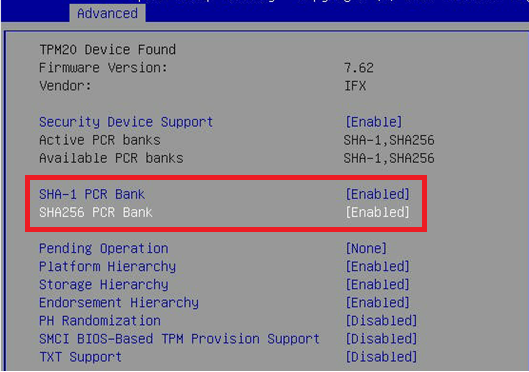 Advanced
TPM20 Device Found
Firmware Version: 7.62
Vendor: IFX
Security Device Support [Enable]
Active PCR banks SHA-1,SHA256
Available PCR banks SHA-1,SHA256
SHA-1 PCR Bank [Enabled]
SHA256 PCR Bank [Enabled]
Pending Operation [None]
Platform Hierarchy [Enabled]
Storage Hierarchy [Enabled]
Endorsement Hierarchy [Enabled]
PH Randomization [Disabled]
SMCI BIOS-Based TPM Provision Support [Disabled]
TXT Support [Disabled]